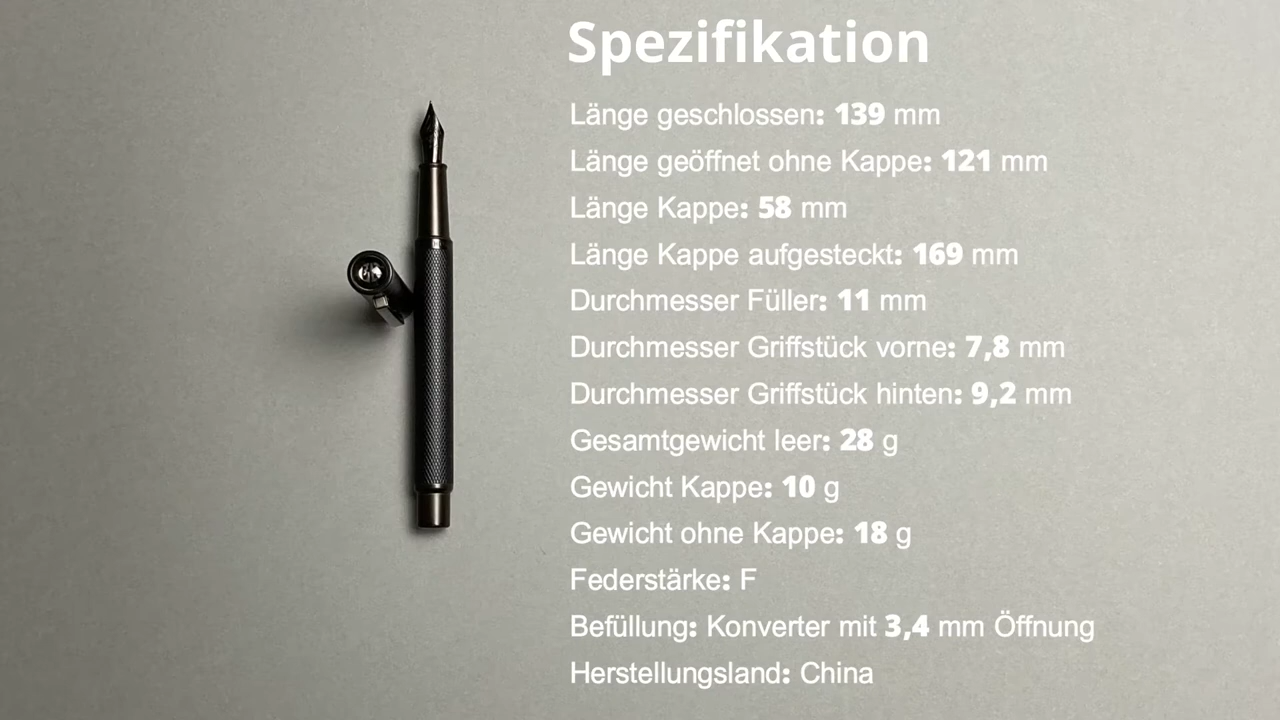 Spezifikation
Länge geschlossen: 139 mm
Länge geöffnet ohne Kappe: 121 mm
Länge Kappe: 58 mm
Länge Kappe aufgesteckt: 169 mm
Durchmesser Füller: 11 mm
Durchmesser Griffstück vorne: 7,8 mm
Durchmesser Griffstück hinten: 9,2 mm
Gesamtgewicht leer: 28 g
Gewicht Kappe: 10 g
Gewicht ohne Kappe: 18 g
Federstärke: F
Befüllung: Konverter mit 3,4 mm Öffnung
Herstellungsland: China